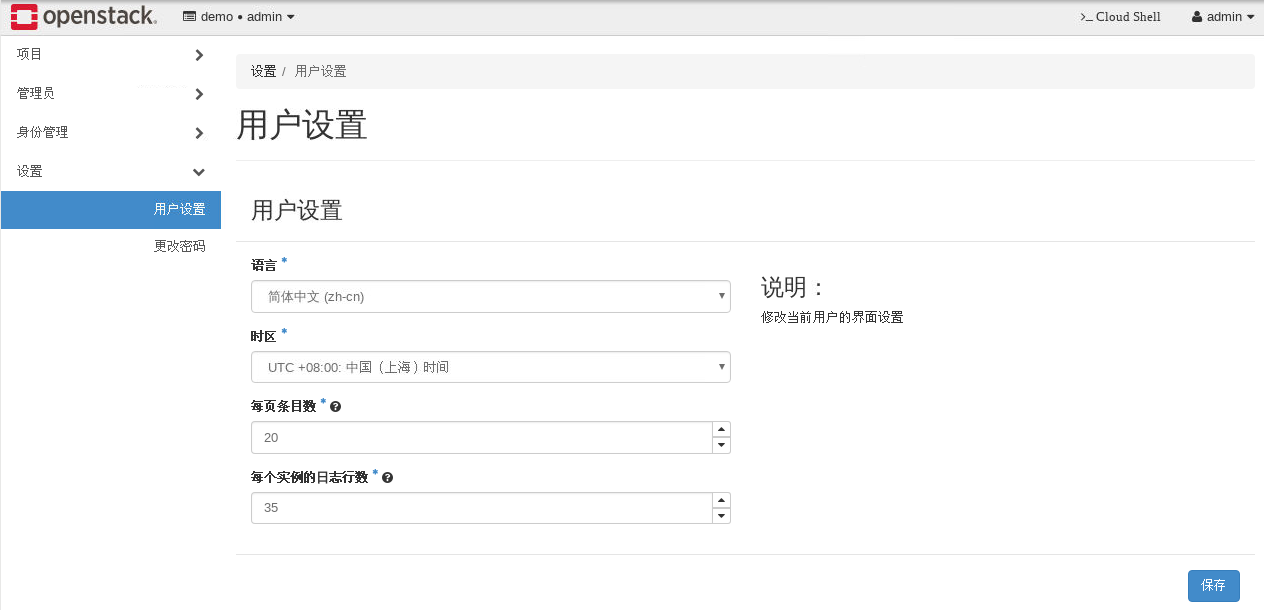 openstack. demo • admin >_ Cloud Shell admin
项目
管理员
身份管理
设置
用户设置
更改密码
设置 / 用户设置
用户设置
用户设置
语言 *
简体中文 (zh-cn)
时区 *
UTC +08:00: 中国（上海）时间
每页条目数 *
20
每个实例的日志行数 *
35
说明：
修改当前用户的界面设置
保存